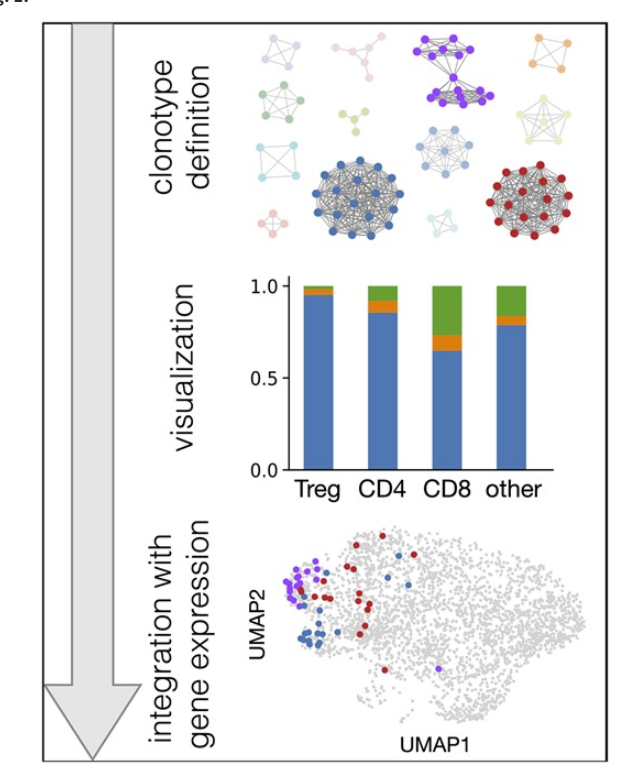 clonotype
definition
visualization
1.0
0.5
0.0
Treg CD4 CD8 other
integration with
gene expression
UMAP2
UMAP1